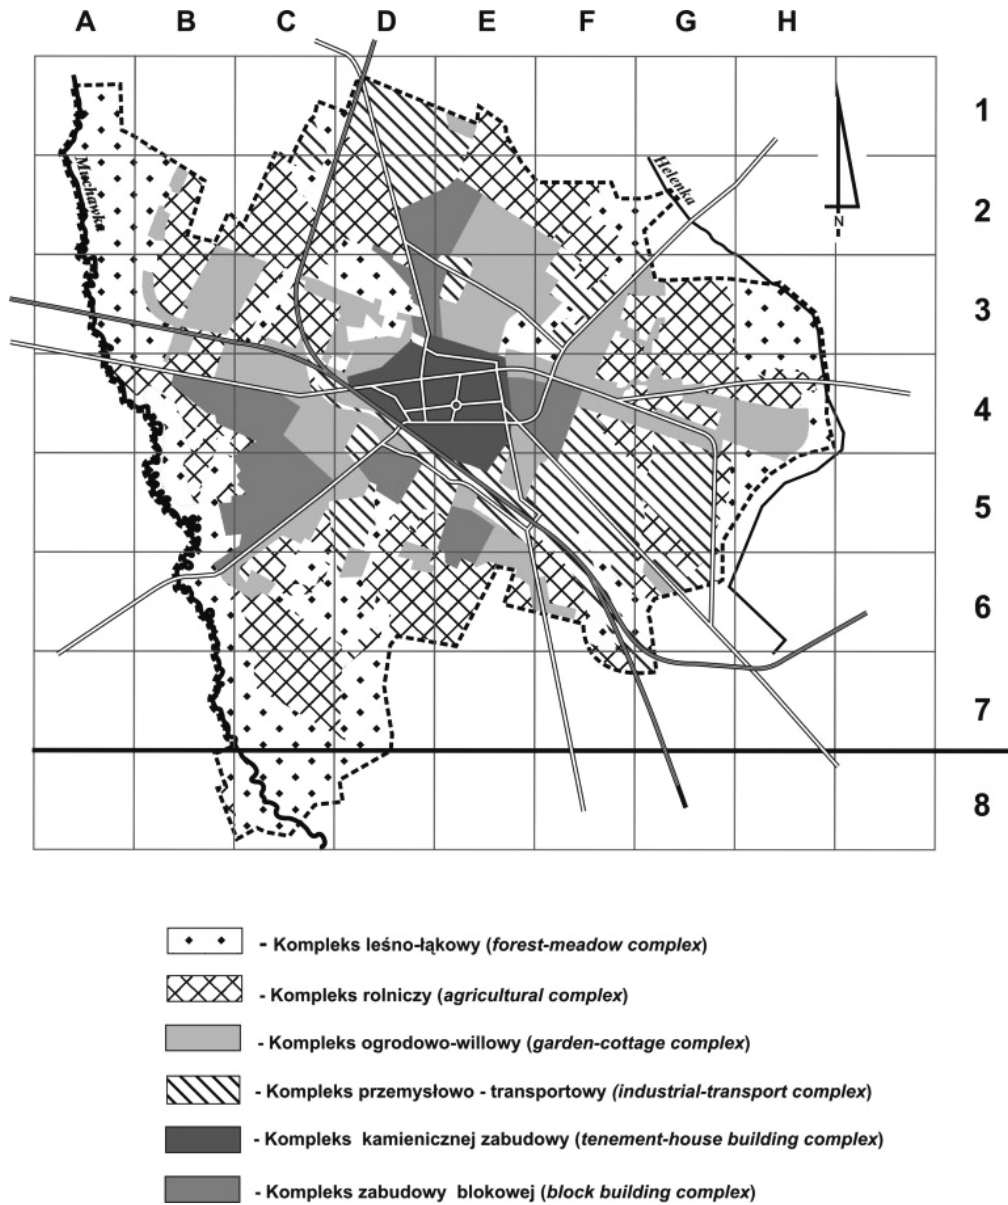 A B C D E F G H
1
Muchawka
Helenka
2
N
3
4
5
6
7
8
- Kompleks leśno-łąkowy (forest-meadow complex)
- Kompleks rolniczy (agricultural complex)
- Kompleks ogrodowo-willowy (garden-cottage complex)
- Kompleks przemysłowo - transportowy (industrial-transport complex)
- Kompleks kamienicznej zabudowy (tenement-house building complex)
- Kompleks zabudowy blokowej (block building complex)